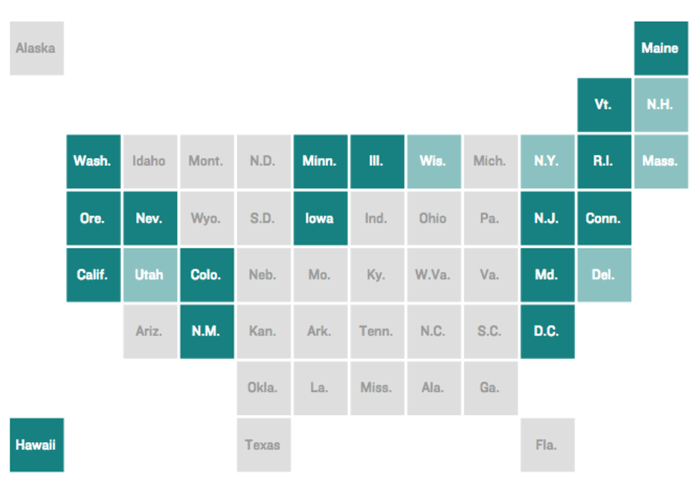 Alaska Maine
Vt. N.H.
Wash. Idaho Mont. N.D. Minn. Ill. Wis. Mich. N.Y. R.I. Mass.
Ore. Nev. Wyo. S.D. Iowa Ind. Ohio Pa. N.J. Conn.
Calif. Utah Colo. Neb. Mo. Ky. W.Va. Va. Md. Del.
Ariz. N.M. Kan. Ark. Tenn. N.C. S.C. D.C.
Okla. La. Miss. Ala. Ga.
Hawaii Texas Fla.